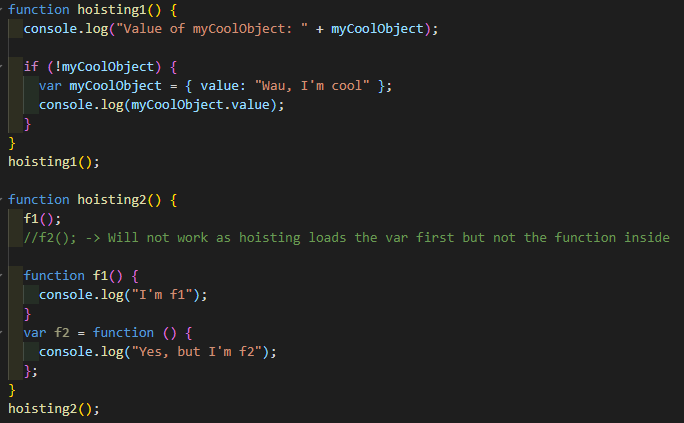 function hoisting1() {
  console.log("Value of myCoolObject: " + myCoolObject);

  if (!myCoolObject) {
    var myCoolObject = { value: "Wau, I'm cool" };
    console.log(myCoolObject.value);
  }
}
hoisting1();

function hoisting2() {
  f1();
  //f2(); -> Will not work as hoisting loads the var first but not the function inside

  function f1() {
    console.log("I'm f1");
  }
  var f2 = function () {
    console.log("Yes, but I'm f2");
  };
}
hoisting2();